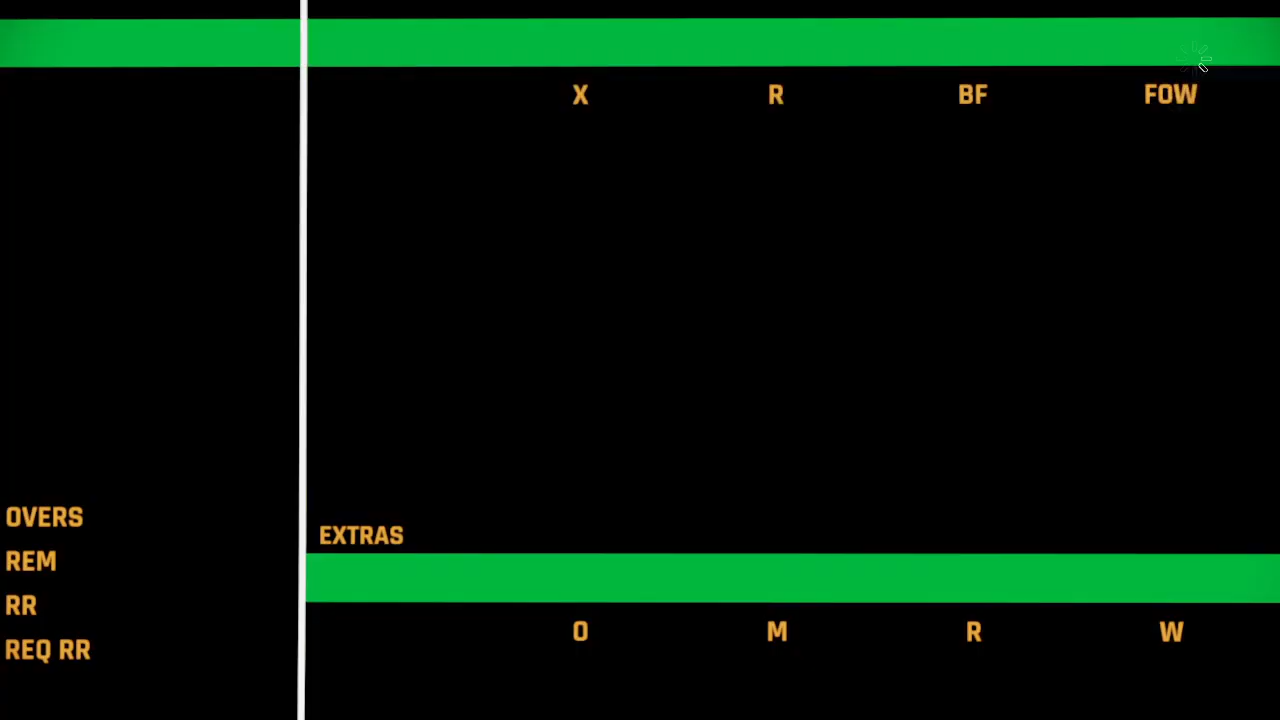 X R BF FOW
OVERS
EXTRAS
REM
RR
O M R W
REQ RR